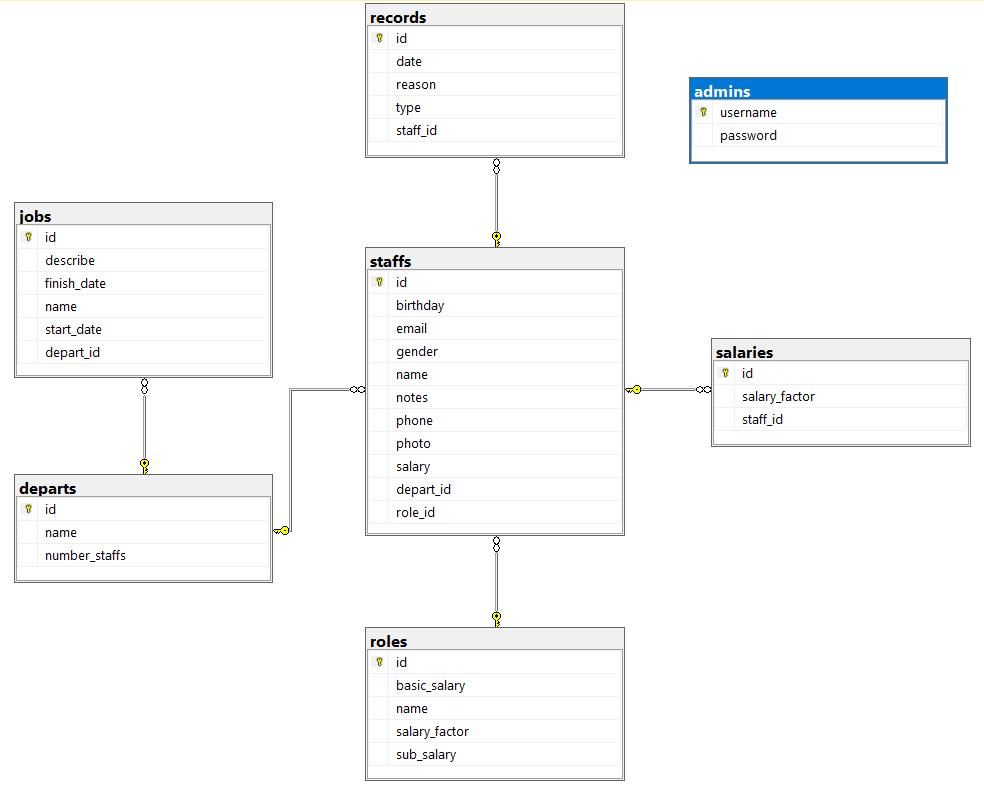 records
id
date
reason
type
staff_id
admins
username
password
jobs
id
describe
finish_date
name
start_date
depart_id
staffs
id
birthday
email
gender
name
notes
phone
photo
salary
depart_id
role_id
salaries
id
salary_factor
staff_id
departs
id
name
number_staffs
roles
id
basic_salary
name
salary_factor
sub_salary